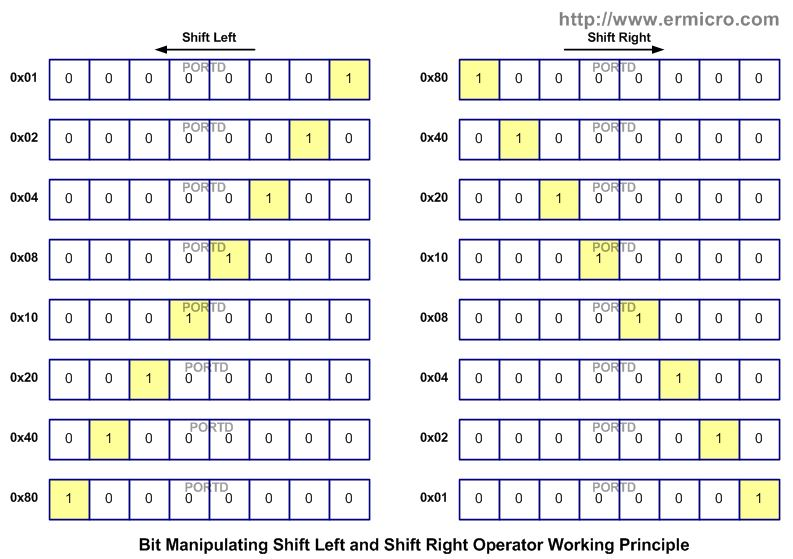 http://www.ermicro.com
Shift Left
Shift Right
PORTD
0x01 0 0 0 0 0 0 0 1
PORTD
0x80 1 0 0 0 0 0 0 0
PORTD
0x02 0 0 0 0 0 0 1 0
PORTD
0x40 0 1 0 0 0 0 0 0
PORTD
0x04 0 0 0 0 0 1 0 0
PORTD
0x20 0 0 1 0 0 0 0 0
PORTD
0x08 0 0 0 0 1 0 0 0
PORTD
0x10 0 0 0 1 0 0 0 0
PORTD
0x10 0 0 0 1 0 0 0 0
PORTD
0x08 0 0 0 0 1 0 0 0
PORTD
0x20 0 0 1 0 0 0 0 0
PORTD
0x04 0 0 0 0 0 1 0 0
PORTD
0x40 0 1 0 0 0 0 0 0
PORTD
0x02 0 0 0 0 0 0 1 0
PORTD
0x80 1 0 0 0 0 0 0 0
PORTD
0x01 0 0 0 0 0 0 0 1
Bit Manipulating Shift Left and Shift Right Operator Working Principle